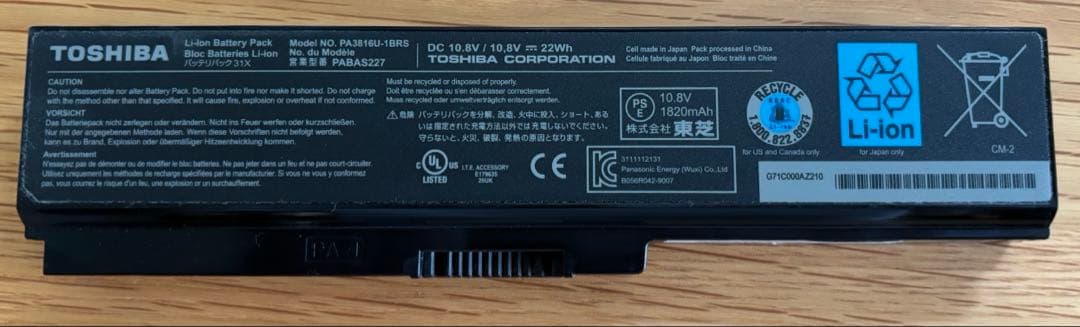 TOSHIBA
Li-Ion Battery Pack
Bloc Batteries Li-ion
バッテリパック31X
Model NO. PA3816U-1BRS
No. du Modèle
営業型番 PABAS227
DC 10.8V / 10,8V ⎓ 22Wh
TOSHIBA CORPORATION
Cell made in Japan Pack processed in China
Cellule fabriqué au Japon Bloc traité en China
CAUTION
Do not disassemble nor alter Battery Pack. Do not put into fire nor make it shorted. Do not charge
with the method other than that specified. It will cause fire, explosion or overheat if not conformed.
VORSICHT
Das Batteriepack nicht zerlegen oder verändern. Nicht ins Feuer werfen oder kurzschließen.
Nur mit der angegebenen Methode laden. Wenn diese Vorschriften nicht befolgt werden,
kann es zu Brand, Explosion oder übermäßiger Hitzeentwicklung kommen.
Avertissement
N'essayez pas de démonter ou de modifier le bloc batteries. Ne pas jeter dans du feu et ne pas court-circuiter.
Utiliser uniquement les méthodes de recharge spécifiées par le manufacturier. Si vous ne vous y conformez
pas, vous courrez le risque d'un feu, une explosion or un surchauffement.
Must be recycled or disposed of properly.
Doit être recyclée ou s'en débarasser correctement.
Muss recycled oder umweltverträglich entsorgt werden.
⚠危険 バッテリパックを分解、改造、火中に投入、ショート、ある
いは指定された充電方法以外では充電しないでください。
守らないと、火災、破裂、発熱の原因となります。
C UL US
LISTED
I.T.E. ACCESSORY
E179635
26UK
CE
PS
E
10.8V
1820mAh
株式会社 東芝
KC
3111112131
Panasonic Energy (Wuxi) Co.,Ltd
B056R042-9007
RECYCLE
1.800.822.8837
for US and Canada only
Li-ion
for Japan only
CM-2
G71C000AZ210
PA3